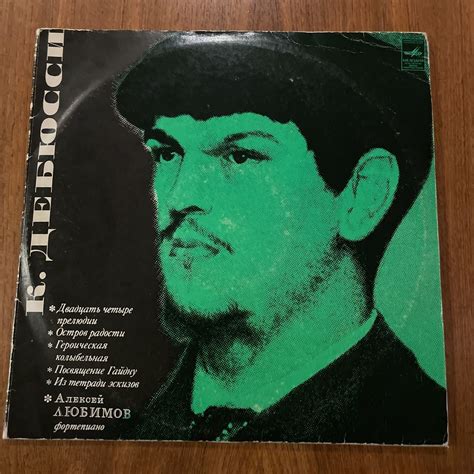 К. ДЕБЮССИ
* Двадцать четыре
прелюдии
* Остров радости
* Героическая
колыбельная
* Посвящение Гайдну
* Из тетради эскизов
* АЛЕКСЕЙ
ЛЮБИМОВ
фортепиано